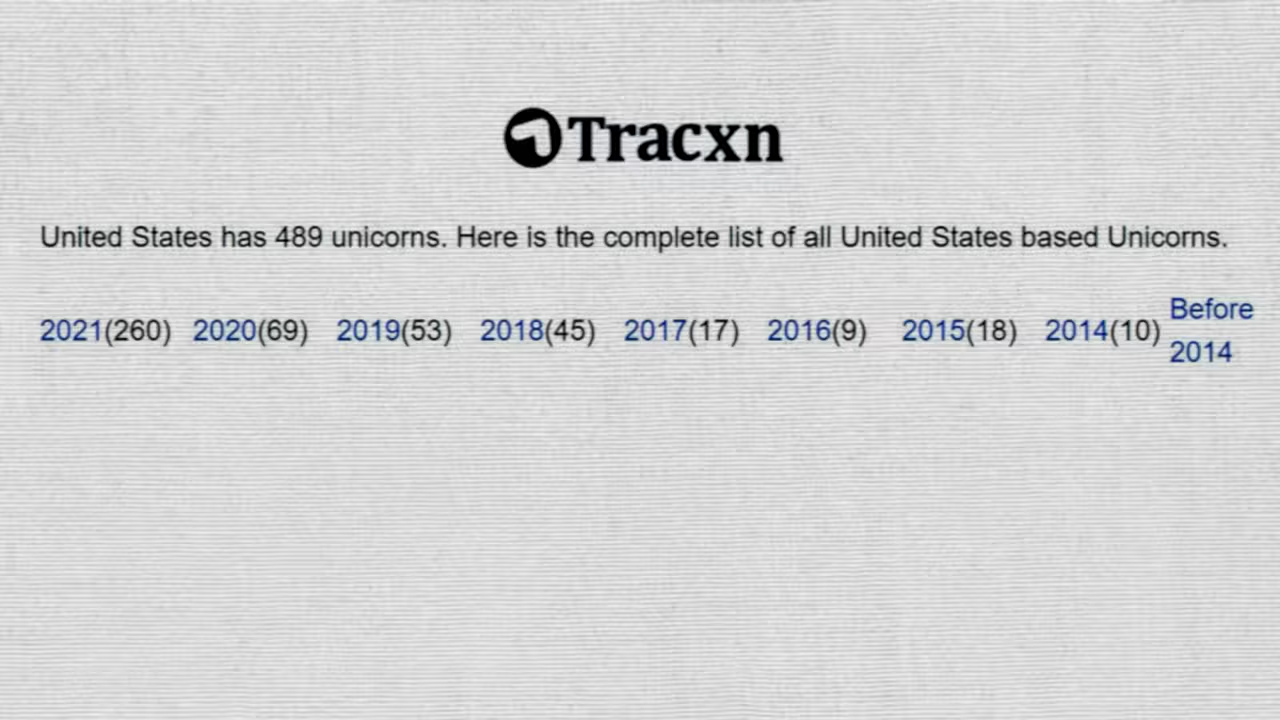 Tracxn
United States has 489 unicorns. Here is the complete list of all United States based Unicorns.
2021(260) 2020(69) 2019(53) 2018(45) 2017(17) 2016(9) 2015(18) 2014(10) Before 2014